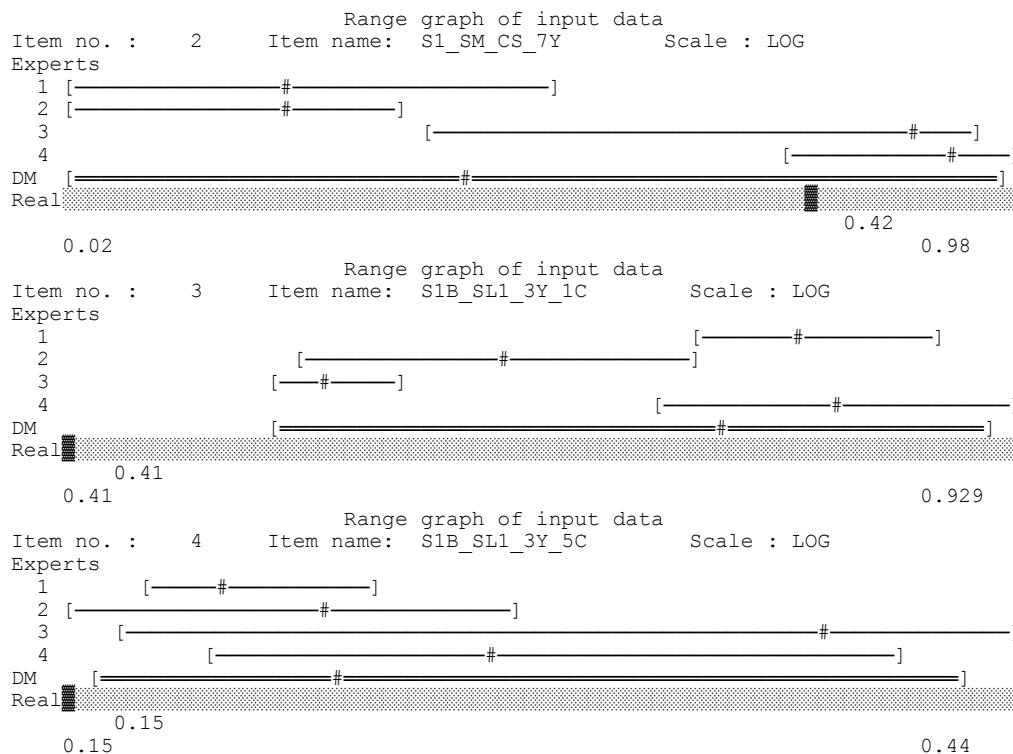 Range graph of input data
Item no. : 2 Item name: S1_SM_CS_7Y Scale : LOG
Experts
1 [────────────────#────────────────────]
2 [────────────────#────────]
3 [─────────────────────────────────────#────]
4 [────────────#────]
DM [══════════════════════════════#═════════════════════════════════════════]
Real
0.42
0.02 0.98
Range graph of input data
Item no. : 3 Item name: S1B_SL1_3Y_1C Scale : LOG
Experts
1 [───────#──────────]
2 [───────────────#──────────────]
3 [───#─────]
4 [─────────────#─────────────]
DM [══════════════════════════════════#════════════════════]
Real
0.41
0.41 0.929
Range graph of input data
Item no. : 4 Item name: S1B_SL1_3Y_5C Scale : LOG
Experts
1 [─────#───────────]
2 [───────────────────#──────────────]
3 [──────────────────────────────────────────────────────#──────────────]
4 [─────────────────────#───────────────────────────────]
DM [══════════════════#════════════════════════════════════════════════]
Real
0.15
0.15 0.44